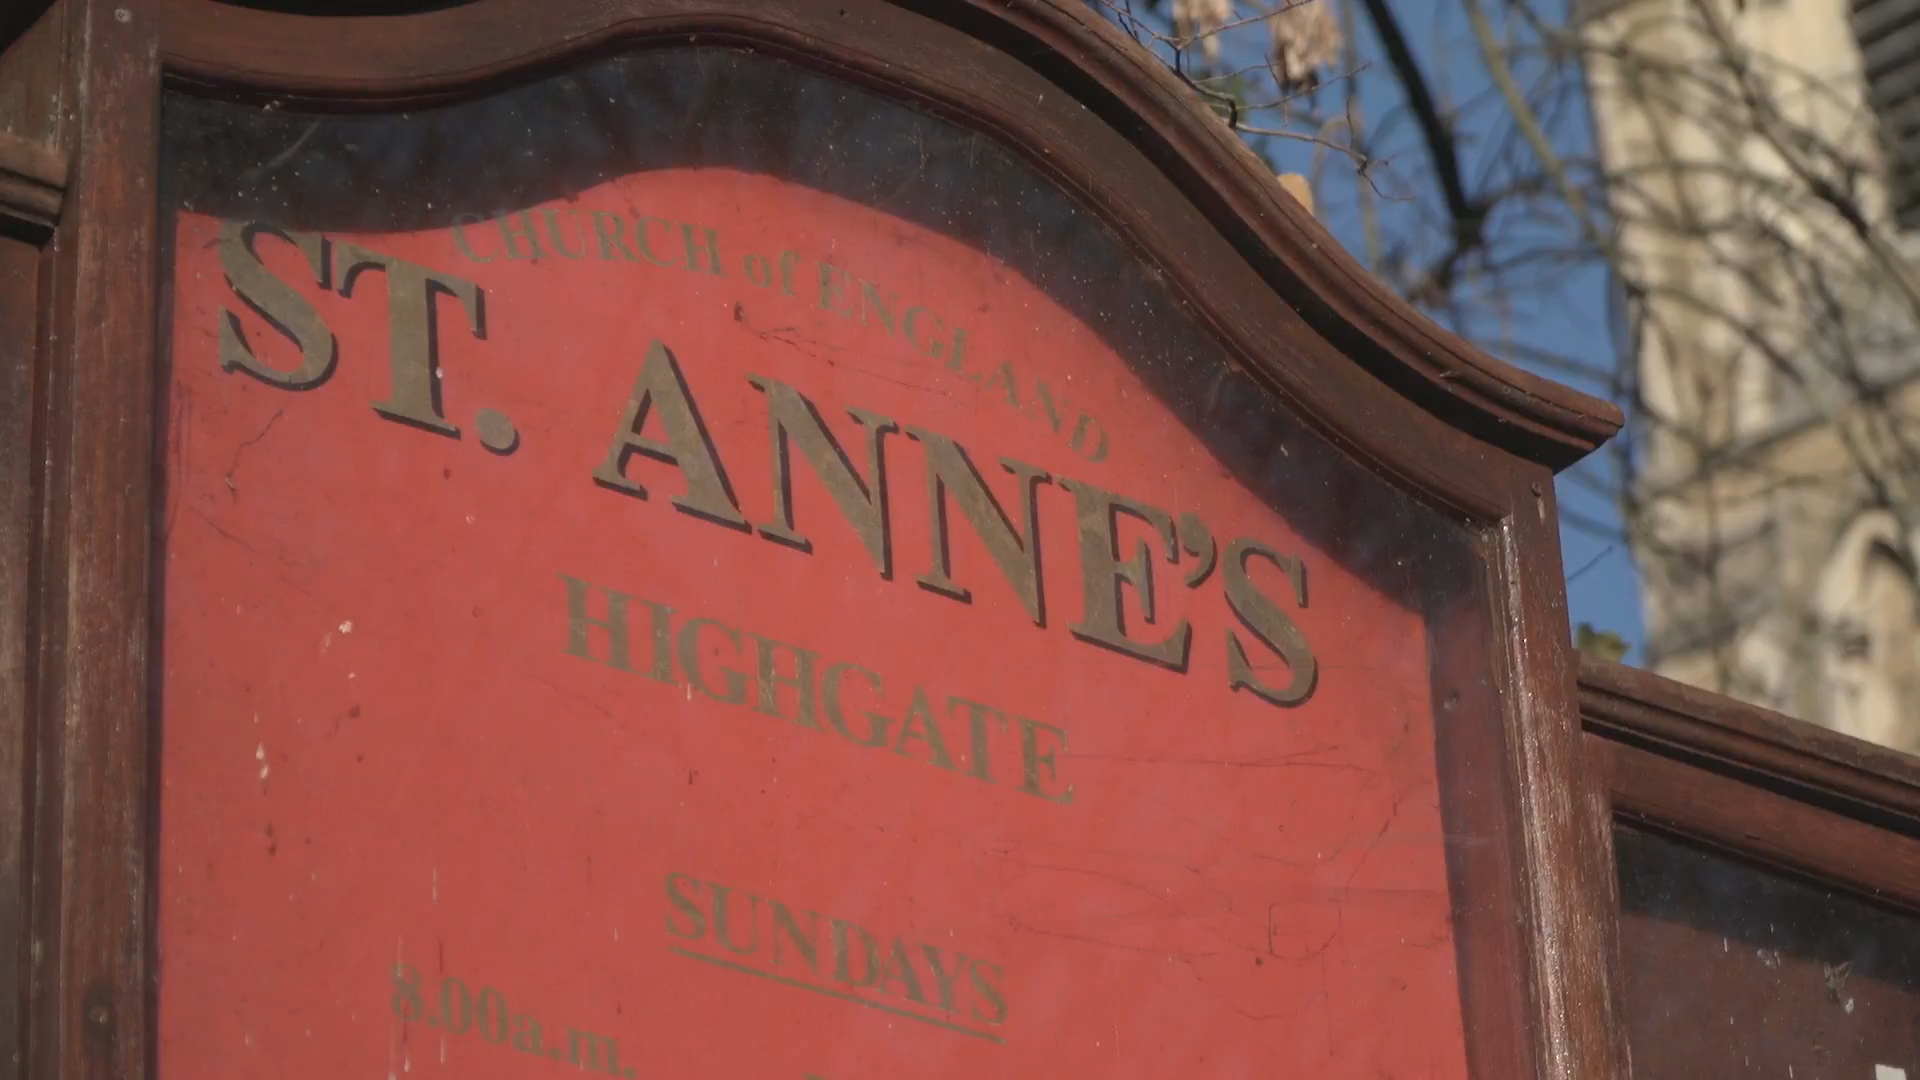 CHURCH of ENGLAND
ST. ANNE'S
HIGHGATE
SUNDAYS
8.00a.m.